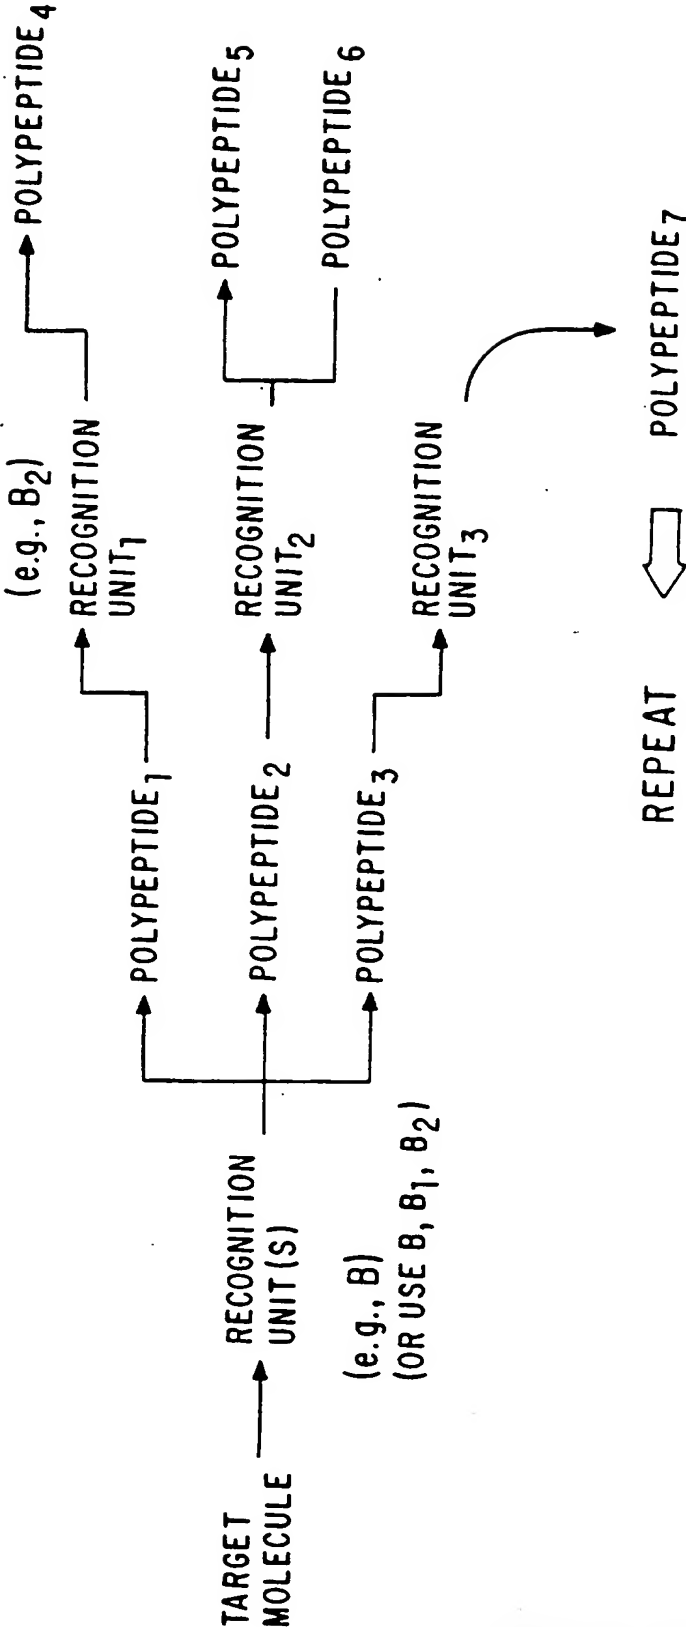 TARGET
MOLECULE
RECOGNITION
UNIT(S)
(e.g., B)
(OR USE B, B₁, B₂)
POLYPEPTIDE₁
POLYPEPTIDE₂
POLYPEPTIDE₃
(e.g., B₂)
RECOGNITION
UNIT₁
RECOGNITION
UNIT₂
RECOGNITION
UNIT₃
POLYPEPTIDE₄
POLYPEPTIDE₅
POLYPEPTIDE₆
POLYPEPTIDE₇
REPEAT